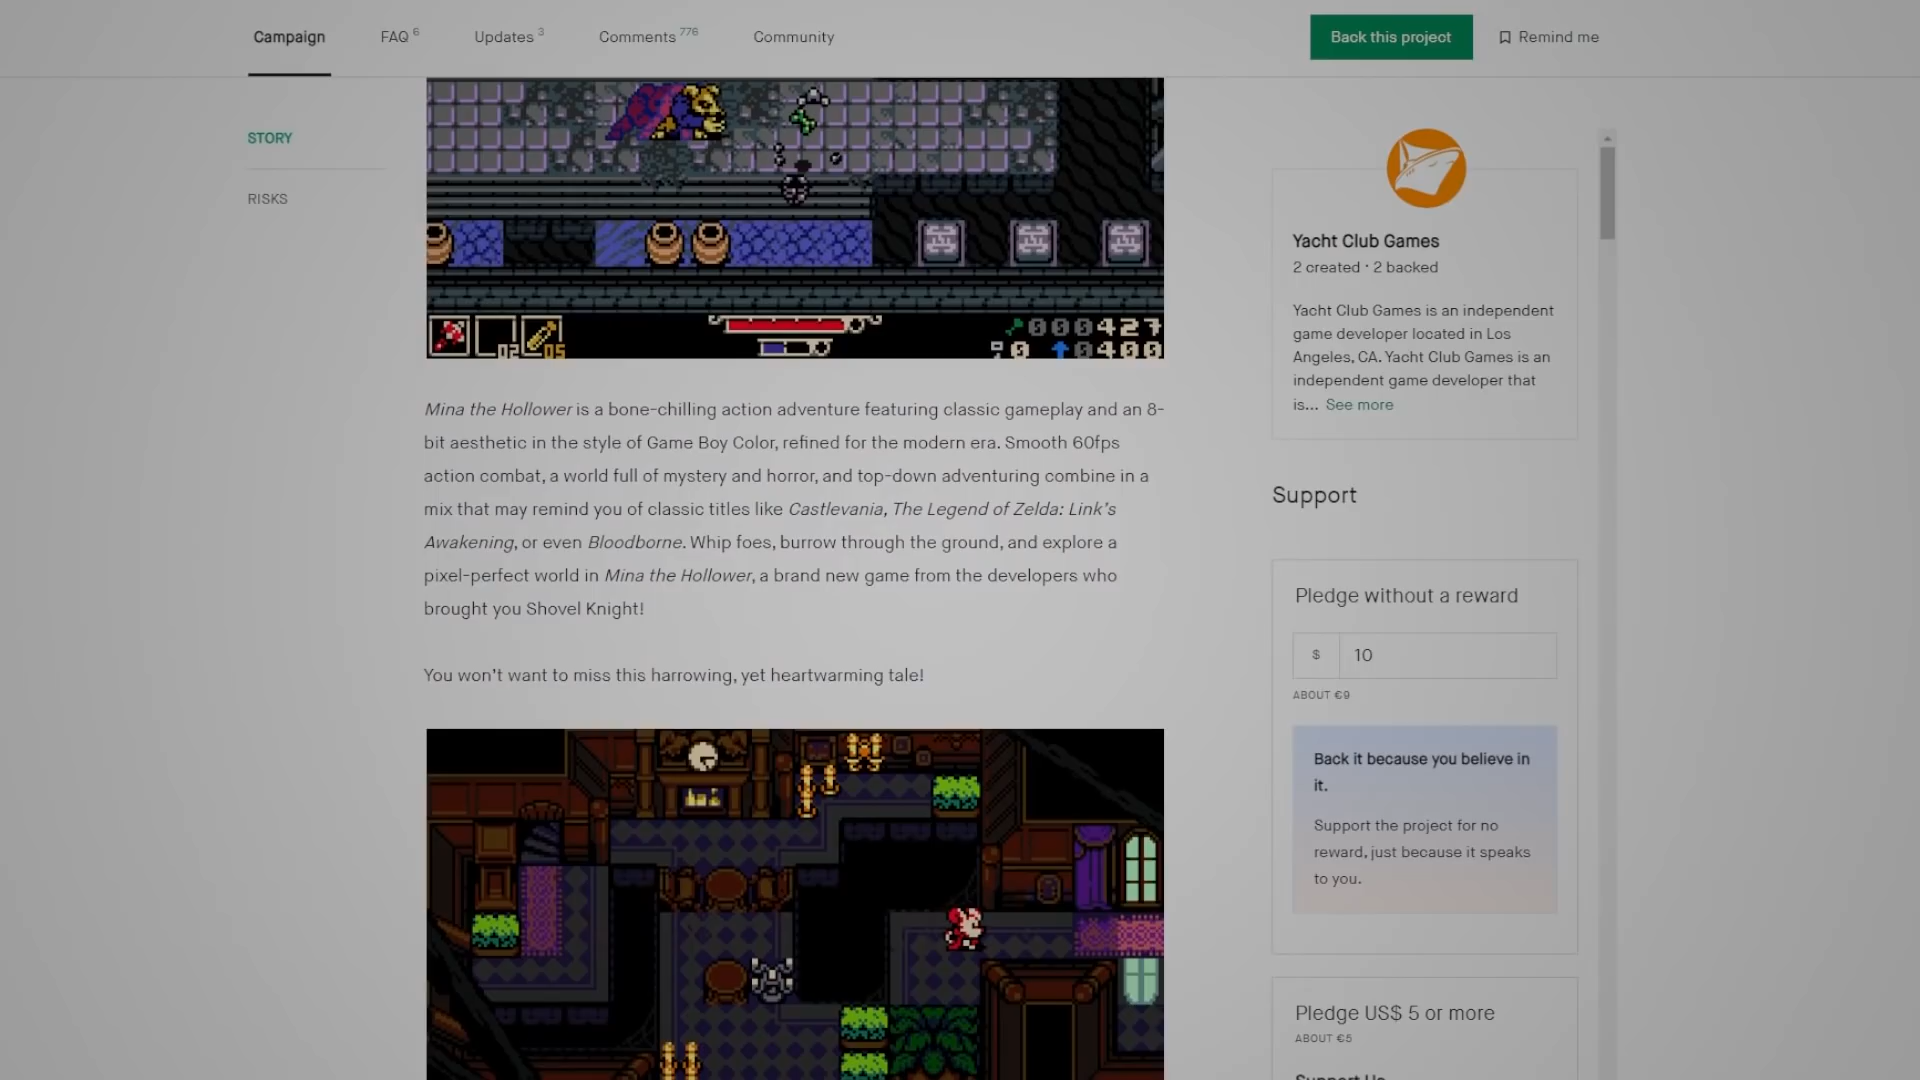 Campaign
FAQ 6
Updates 3
Comments 776
Community
Back this project
Remind me
STORY
RISKS
02
05
000427
0
0400
Mina the Hollower is a bone-chilling action adventure featuring classic gameplay and an 8-
bit aesthetic in the style of Game Boy Color, refined for the modern era. Smooth 60fps
action combat, a world full of mystery and horror, and top-down adventuring combine in a
mix that may remind you of classic titles like Castlevania, The Legend of Zelda: Link's
Awakening, or even Bloodborne. Whip foes, burrow through the ground, and explore a
pixel-perfect world in Mina the Hollower, a brand new game from the developers who
brought you Shovel Knight!
You won't want to miss this harrowing, yet heartwarming tale!
Yacht Club Games
2 created · 2 backed
Yacht Club Games is an independent
game developer located in Los
Angeles, CA. Yacht Club Games is an
independent game developer that
is... See more
Support
Pledge without a reward
$ 10
ABOUT €9
Back it because you believe in
it.
Support the project for no
reward, just because it speaks
to you.
Pledge US$ 5 or more
ABOUT €5
Support Us